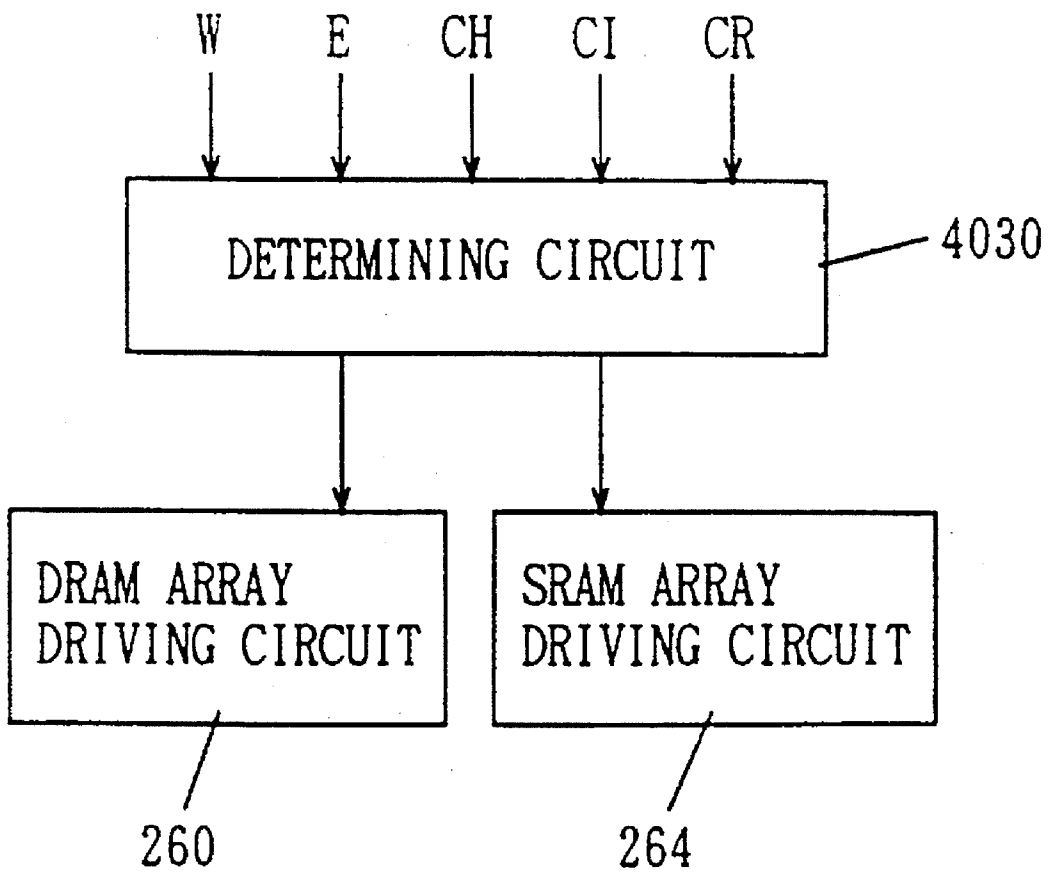 W E CH CI CR
DETERMINING CIRCUIT
4030
DRAM ARRAY
DRIVING CIRCUIT
SRAM ARRAY
DRIVING CIRCUIT
260
264